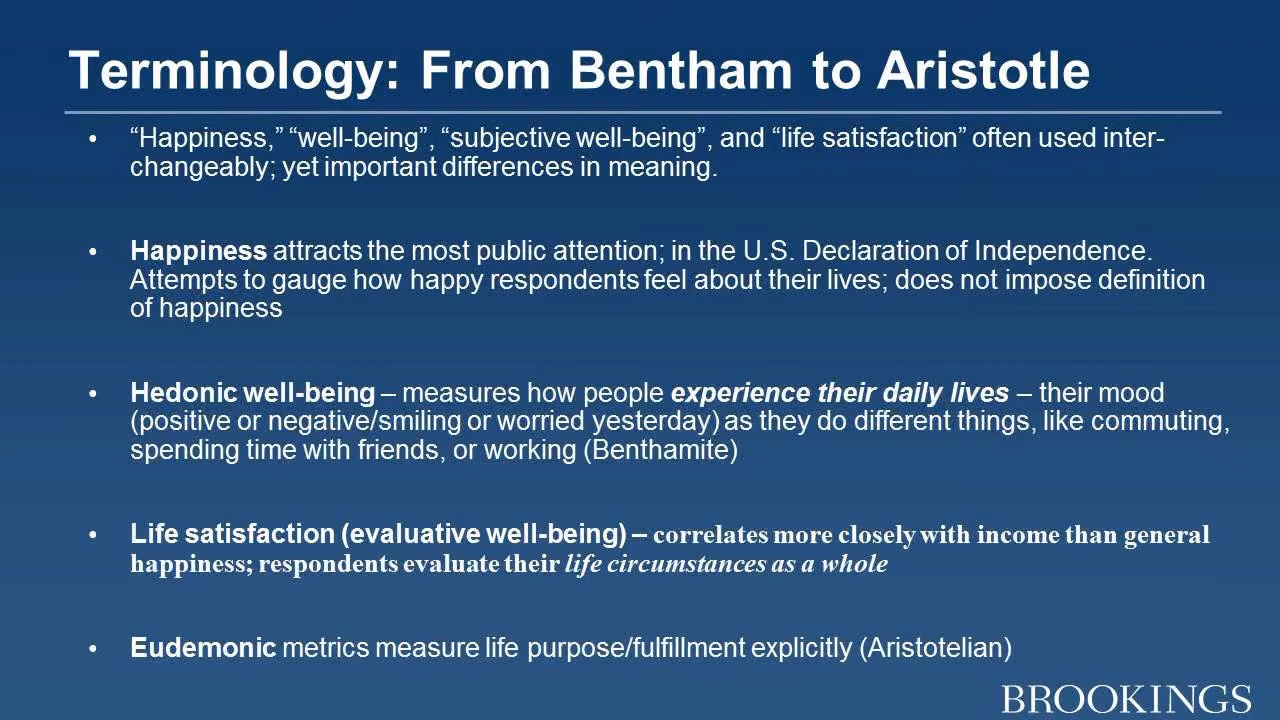 Terminology: From Bentham to Aristotle
• “Happiness,” “well-being”, “subjective well-being”, and “life satisfaction” often used inter-
changeably; yet important differences in meaning.
• Happiness attracts the most public attention; in the U.S. Declaration of Independence.
Attempts to gauge how happy respondents feel about their lives; does not impose definition
of happiness
• Hedonic well-being – measures how people experience their daily lives – their mood
(positive or negative/smiling or worried yesterday) as they do different things, like commuting,
spending time with friends, or working (Benthamite)
• Life satisfaction (evaluative well-being) – correlates more closely with income than general
happiness; respondents evaluate their life circumstances as a whole
• Eudemonic metrics measure life purpose/fulfillment explicitly (Aristotelian)
BROOKINGS